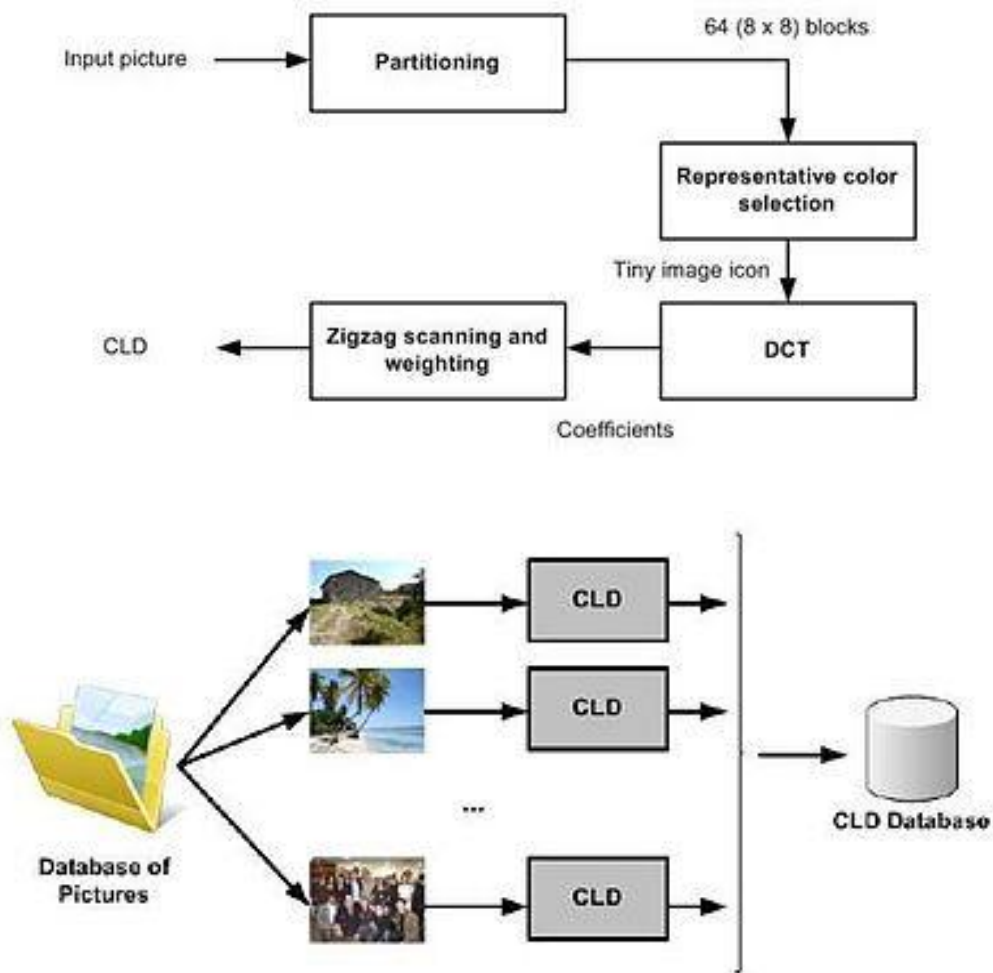 64 (8 x 8) blocks
Input picture
Partitioning
Representative color
selection
Tiny image icon
CLD
Zigzag scanning and
weighting
DCT
Coefficients
CLD
CLD
...
CLD
CLD Database
Database of
Pictures